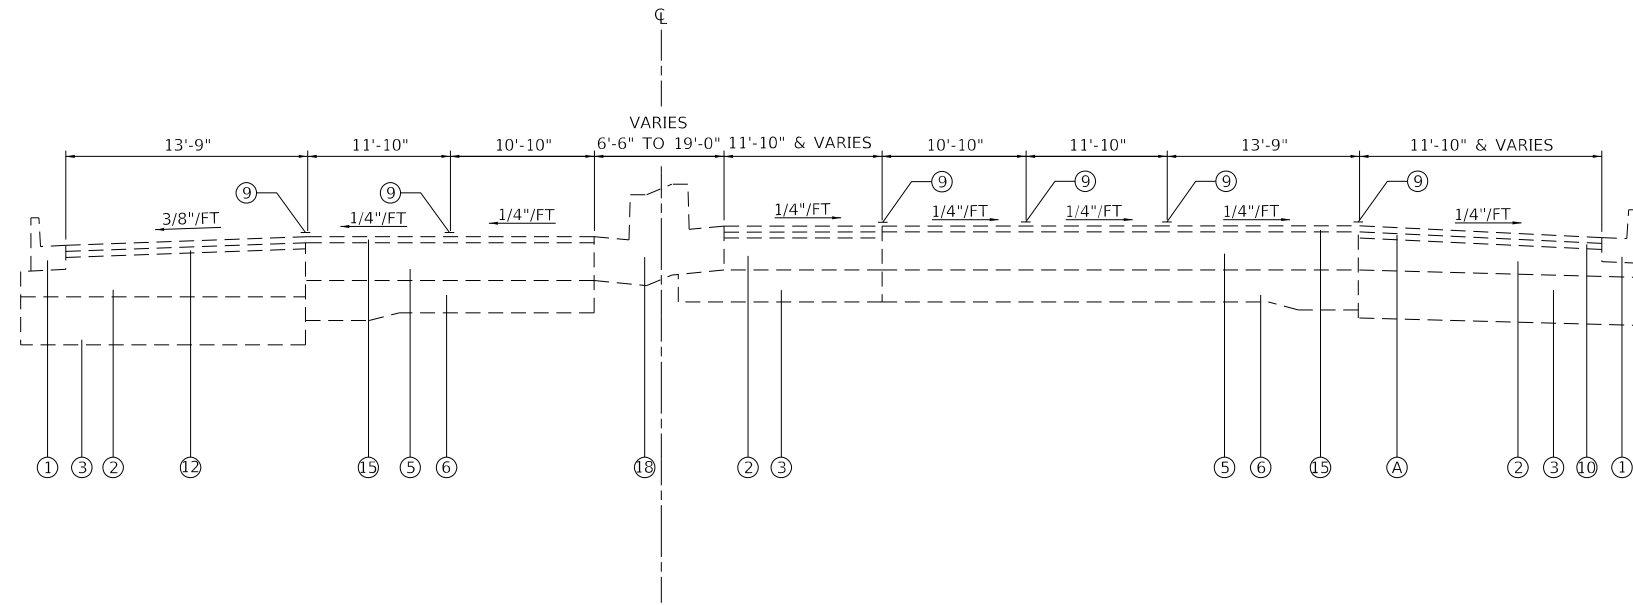 ℄
VARIES
13'-9" 11'-10" 10'-10" 6'-6" TO 19'-0" 11'-10" & VARIES 10'-10" 11'-10" 13'-9" 11'-10" & VARIES
9 9 9 9 9 9
3/8"/FT 1/4"/FT 1/4"/FT 1/4"/FT 1/4"/FT 1/4"/FT 1/4"/FT 1/4"/FT
1 3 2 12 15 5 6 18 2 3 5 6 15 A 2 3 10 1